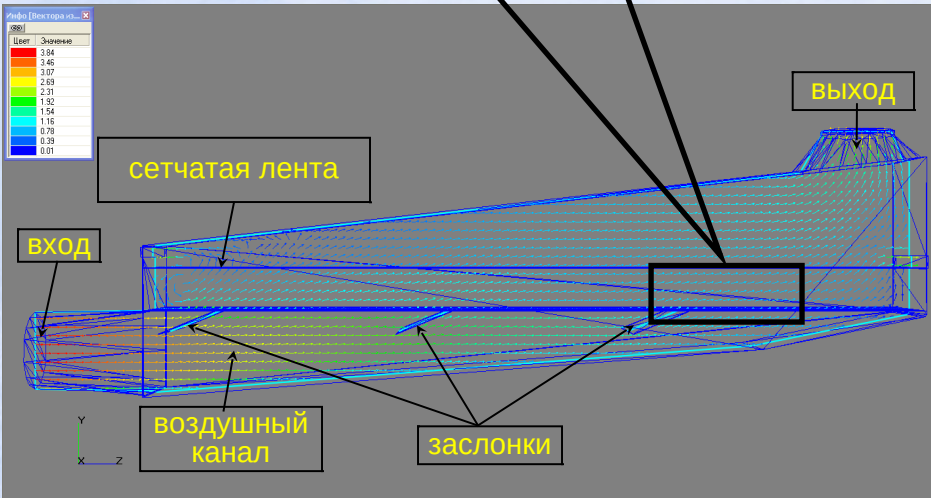 Инфо [Вектора из...
Цвет Значение
3.84
3.46
3.07
2.69
2.31
1.92
1.54
1.16
0.78
0.39
0.01
выход
сетчатая лента
вход
воздушный
канал
заслонки
Y
X Z